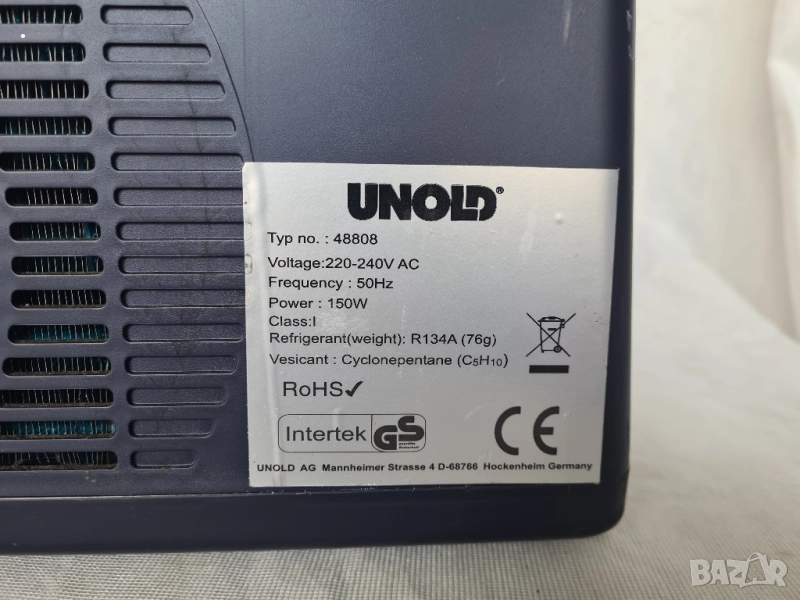 UNOLD®
Typ no. : 48808
Voltage:220-240V AC
Frequency : 50Hz
Power : 150W
Class:I
Refrigerant(weight): R134A (76g)
Vesicant : Cyclonepentane (C₅H₁₀)
RoHS✓
Intertek GS
CE
UNOLD AG Mannheimer Strasse 4 D-68766 Hockenheim Germany
BAZAR